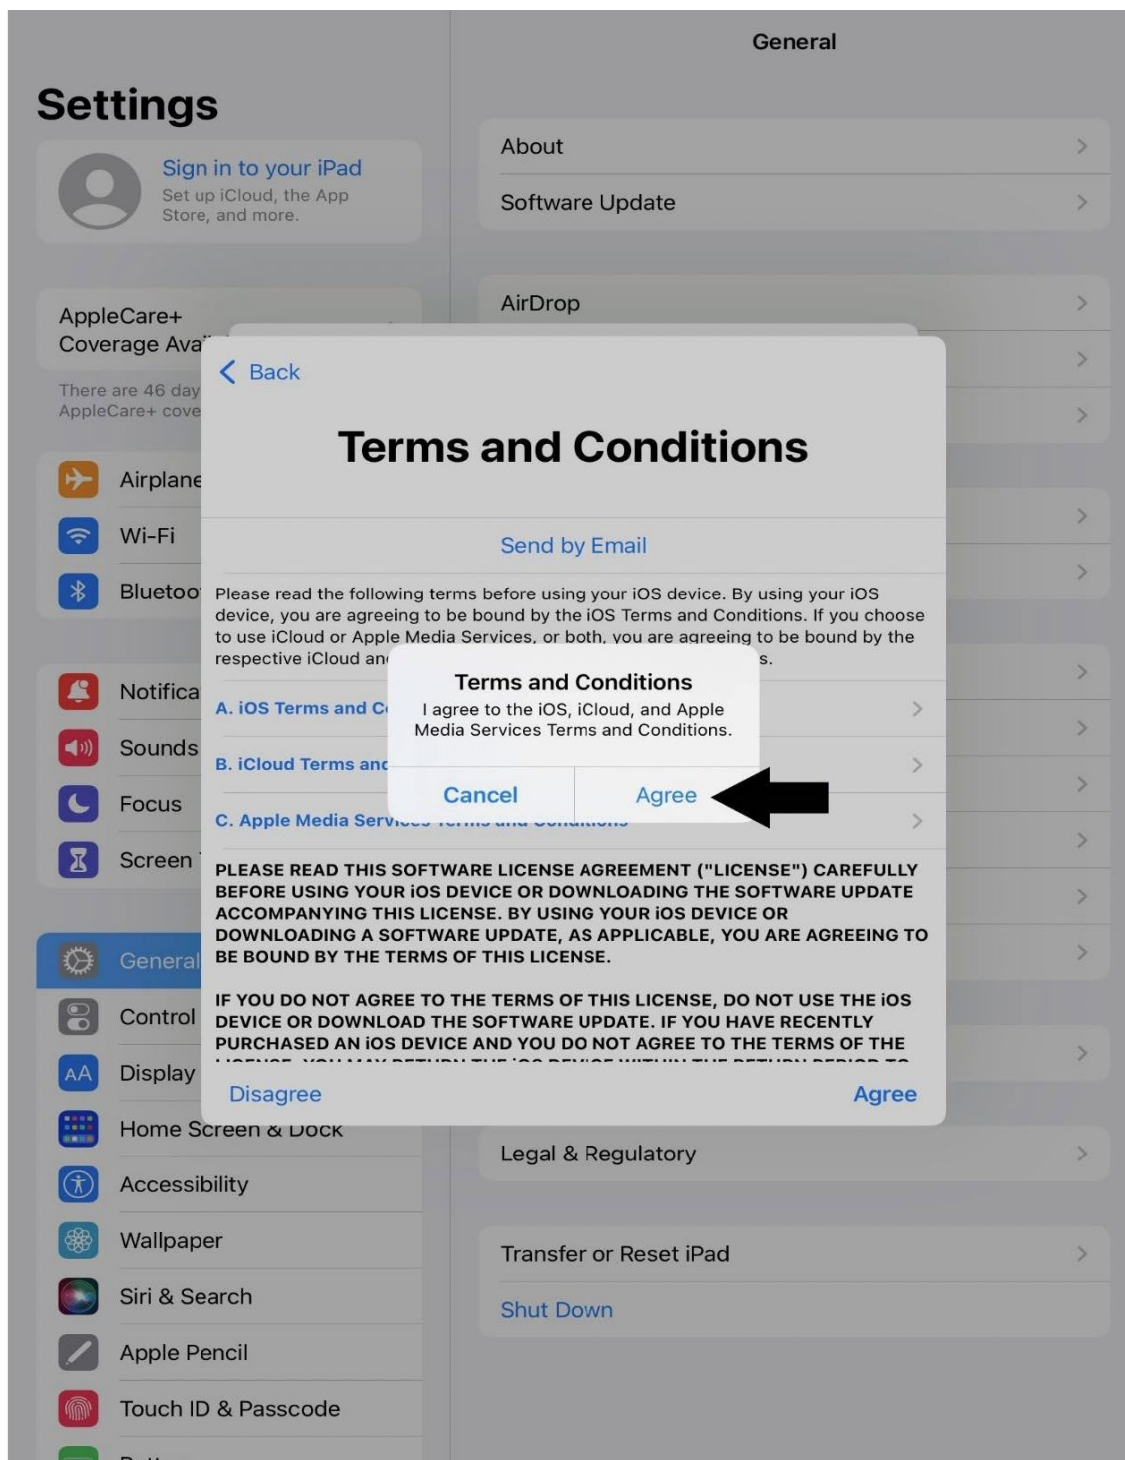 General
Settings
Sign in to your iPad
Set up iCloud, the App
Store, and more.
About
Software Update
AppleCare+
Coverage
There are 46
AppleCare+
AirDrop
Airplane
Wi-Fi
Notifica
Sounds
Focus
Screen
General
Control
Display
Home Screen & Dock
Accessibility
Wallpaper
Siri & Search
Apple Pencil
Touch ID & Passcode
Back
Terms and Conditions
Send by Email
Please read the following terms before using your iOS device. By using your iOS
device, you are agreeing to be bound by the iOS Terms and Conditions. If you choose
to use iCloud or Apple Media Services, or both, you are agreeing to be bound by the
respective iCloud
A. iOS Terms and
B. iCloud Terms
C. Apple Media Services Terms and Conditions
Terms and Conditions
I agree to the iOS, iCloud, and Apple
Media Services Terms and Conditions.
Cancel
Agree
PLEASE READ THIS SOFTWARE LICENSE AGREEMENT ("LICENSE") CAREFULLY
BEFORE USING YOUR iOS DEVICE OR DOWNLOADING THE SOFTWARE UPDATE
ACCOMPANYING THIS LICENSE. BY USING YOUR iOS DEVICE OR
DOWNLOADING A SOFTWARE UPDATE, AS APPLICABLE, YOU ARE AGREEING TO
BE BOUND BY THE TERMS OF THIS LICENSE.
IF YOU DO NOT AGREE TO THE TERMS OF THIS LICENSE, DO NOT USE THE iOS
DEVICE OR DOWNLOAD THE SOFTWARE UPDATE. IF YOU HAVE RECENTLY
PURCHASED AN iOS DEVICE AND YOU DO NOT AGREE TO THE TERMS OF THE
Disagree
Agree
Legal & Regulatory
Transfer or Reset iPad
Shut Down